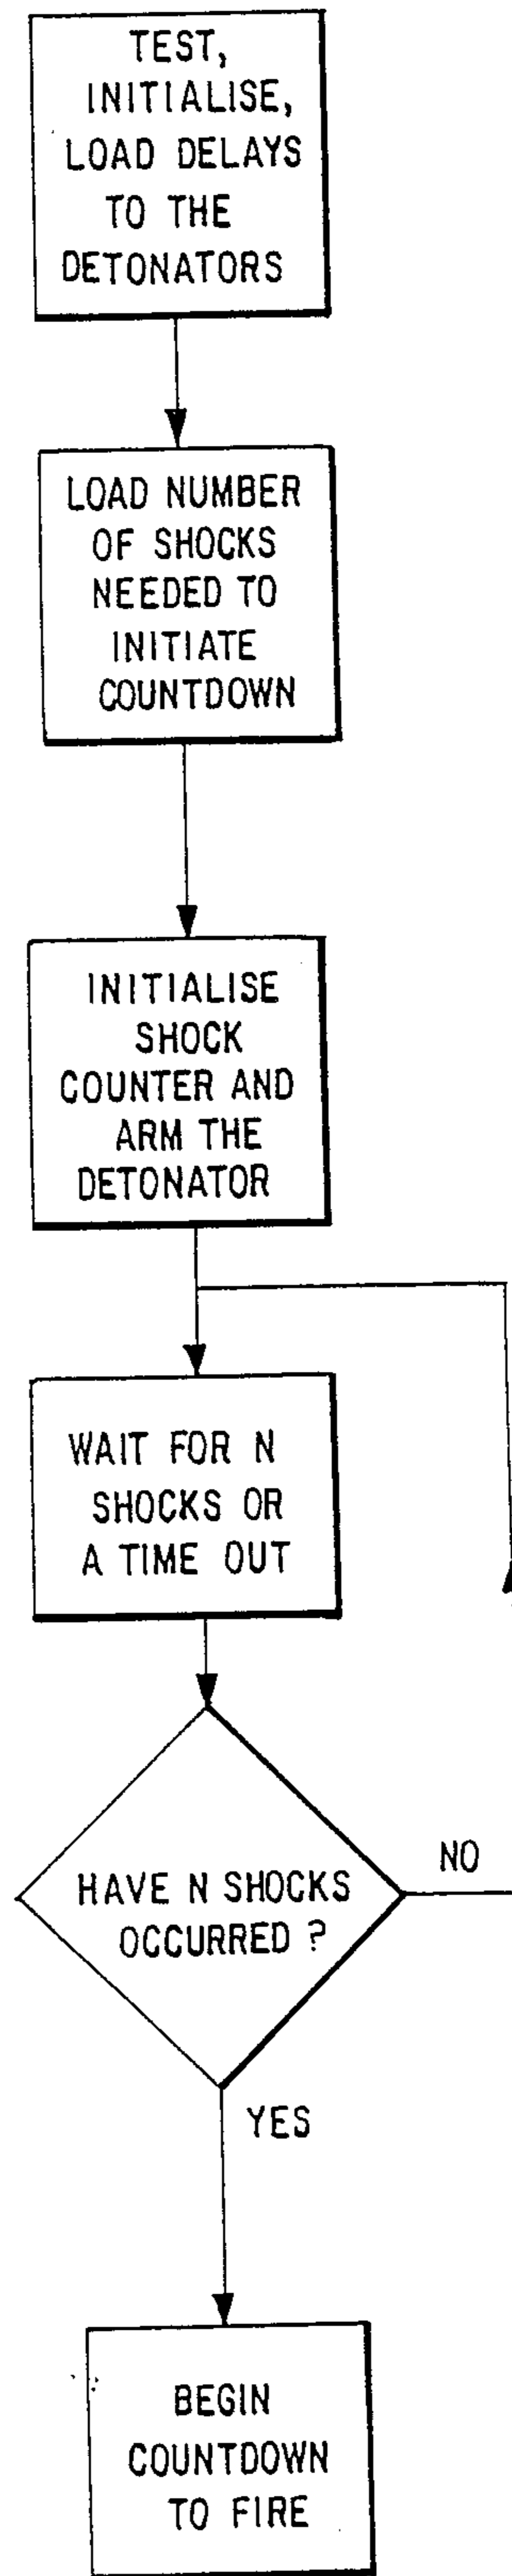 TEST,
INITIALISE,
LOAD DELAYS
TO THE
DETONATORS
LOAD NUMBER
OF SHOCKS
NEEDED TO
INITIATE
COUNTDOWN
INITIALISE
SHOCK
COUNTER AND
ARM THE
DETONATOR
WAIT FOR N
SHOCKS OR
A TIME OUT
HAVE N SHOCKS
OCCURRED ?
NO
YES
BEGIN
COUNTDOWN
TO FIRE